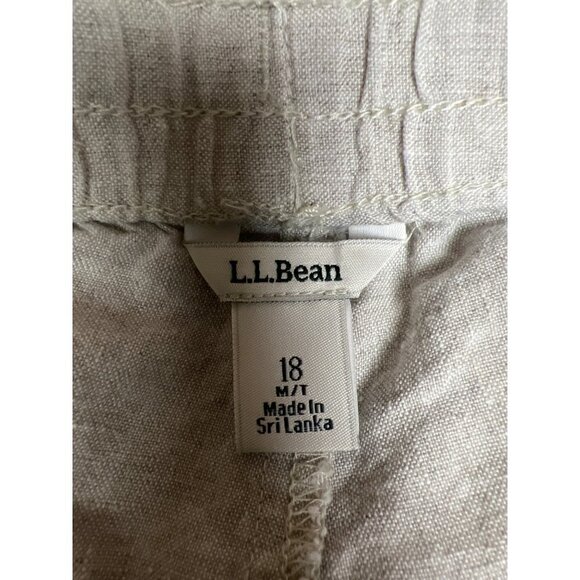 L.L.Bean
18
M/T
Made In
Sri Lanka